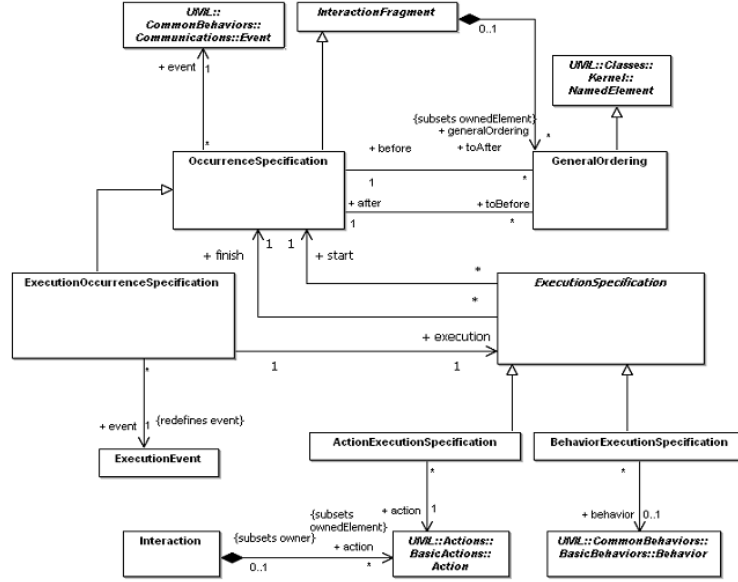 UML::
CommonBehaviors::
Communications::Event
InteractionFragment
0..1
+ event
1
UML::Classes::
Kernel::
NamedElement
{subsets ownedElement}
+ generalOrdering
*
*
OccurrenceSpecification
+ before
+ toAfter
GeneralOrdering
1
*
+ after
+ toBefore
1
*
+ finish
1
1
+ start
*
ExecutionOccurrenceSpecification
ExecutionSpecification
*
+ execution
1
1
*
+ event
1
{redefines event}
ExecutionEvent
ActionExecutionSpecification
BehaviorExecutionSpecification
*
*
+ action
1
+ behavior
0..1
Interaction
{subsets owner}
{subsets
ownedElement}
+ action
0..1
*
UML::Actions::
BasicActions::
Action
UML::CommonBehaviors::
BasicBehaviors::Behavior